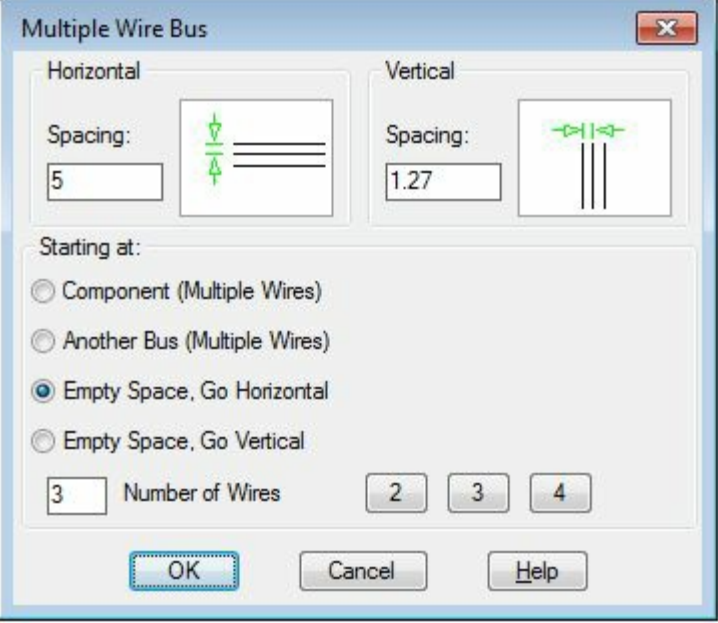 Multiple Wire Bus
Horizontal
Spacing:
5
Vertical
Spacing:
1.27
Starting at:
Component (Multiple Wires)
Another Bus (Multiple Wires)
Empty Space, Go Horizontal
Empty Space, Go Vertical
3 Number of Wires 2 3 4
OK Cancel Help